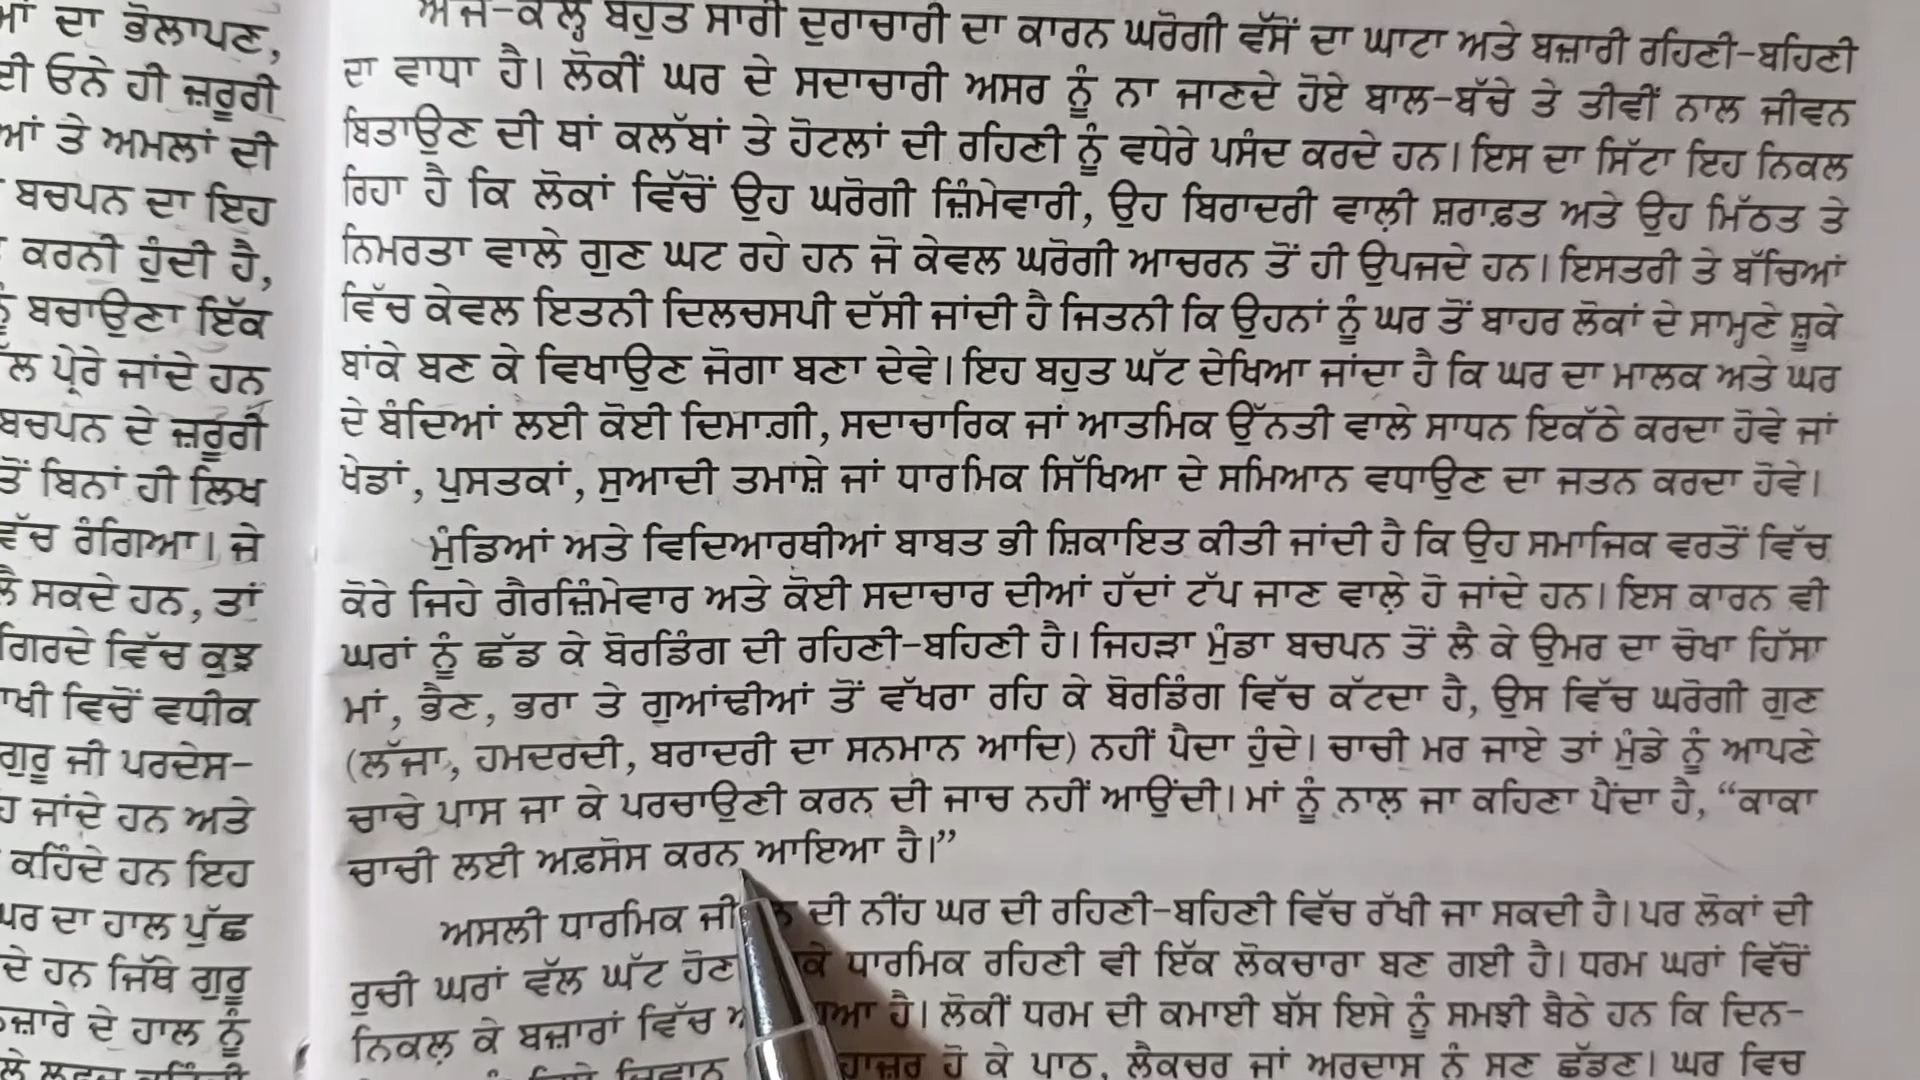 ਆਂ ਦਾ ਭੋਲਾਪਣ,
ਈ ਓਨੇ ਹੀ ਜ਼ਰੂਰੀ
ਆਂ ਤੇ ਅਮਲਾਂ ਦੀ
ਬਚਪਨ ਦਾ ਇਹ
ਕਰਨੀ ਹੁੰਦੀ ਹੈ,
ਨੂੰ ਬਚਾਉਣਾ ਇੱਕ
ਪ੍ਰੇਰੇ ਜਾਂਦੇ ਹਨ
ਬਚਪਨ ਦੇ ਜ਼ਰੂਰੀ
ਤੋਂ ਬਿਨਾਂ ਹੀ ਲਿਖ
ਵੱਚ ਰੰਗਿਆ। ਜੇ
ਲੈ ਸਕਦੇ ਹਨ, ਤਾਂ
ਗਿਰਦੇ ਵਿੱਚ ਕੁਝ
ਵਿਚੋਂ ਵਧੀਕ
ਗੁਰੂ ਜੀ ਪਰਦੇਸ-
ਜਾਂਦੇ ਹਨ ਅਤੇ
ਕਹਿੰਦੇ ਹਨ ਇਹ
ਘਰ ਦਾ ਹਾਲ ਪੁੱਛ
ਦੇ ਹਨ ਜਿੱਥੇ ਗੁਰੂ
ਦੇ ਹਾਲ ਨੂੰ
ਅਜ-ਕਲ੍ਹ ਬਹੁਤ ਸਾਰੀ ਦੁਰਾਚਾਰੀ ਦਾ ਕਾਰਨ ਘਰੋਗੀ ਵੱਸੋਂ ਦਾ ਘਾਟਾ ਅਤੇ ਬਜ਼ਾਰੀ ਰਹਿਣੀ-ਬਹਿਣੀ
ਦਾ ਵਾਧਾ ਹੈ। ਲੋਕੀਂ ਘਰ ਦੇ ਸਦਾਚਾਰੀ ਅਸਰ ਨੂੰ ਨਾ ਜਾਣਦੇ ਹੋਏ ਬਾਲ-ਬੱਚੇ ਤੇ ਤੀਵੀਂ ਨਾਲ ਜੀਵਨ
ਬਿਤਾਉਣ ਦੀ ਥਾਂ ਕਲੱਬਾਂ ਤੇ ਹੋਟਲਾਂ ਦੀ ਰਹਿਣੀ ਨੂੰ ਵਧੇਰੇ ਪਸੰਦ ਕਰਦੇ ਹਨ। ਇਸ ਦਾ ਸਿੱਟਾ ਇਹ ਨਿਕਲ
ਰਿਹਾ ਹੈ ਕਿ ਲੋਕਾਂ ਵਿੱਚੋਂ ਉਹ ਘਰੋਗੀ ਜ਼ਿੰਮੇਵਾਰੀ, ਉਹ ਬਿਰਾਦਰੀ ਵਾਲੀ ਸ਼ਰਾਫ਼ਤ ਅਤੇ ਉਹ ਮਿੱਠਤ ਤੇ
ਨਿਮਰਤਾ ਵਾਲੇ ਗੁਣ ਘਟ ਰਹੇ ਹਨ ਜੋ ਕੇਵਲ ਘਰੋਗੀ ਆਚਰਨ ਤੋਂ ਹੀ ਉਪਜਦੇ ਹਨ। ਇਸਤਰੀ ਤੇ ਬੱਚਿਆਂ
ਵਿੱਚ ਕੇਵਲ ਇਤਨੀ ਦਿਲਚਸਪੀ ਦੱਸੀ ਜਾਂਦੀ ਹੈ ਜਿਤਨੀ ਕਿ ਉਹਨਾਂ ਨੂੰ ਘਰ ਤੋਂ ਬਾਹਰ ਲੋਕਾਂ ਦੇ ਸਾਮ੍ਹਣੇ ਸ਼ੂਕੇ
ਬਾਂਕੇ ਬਣ ਕੇ ਵਿਖਾਉਣ ਜੋਗਾ ਬਣਾ ਦੇਵੇ। ਇਹ ਬਹੁਤ ਘੱਟ ਦੇਖਿਆ ਜਾਂਦਾ ਹੈ ਕਿ ਘਰ ਦਾ ਮਾਲਕ ਅਤੇ ਘਰ
ਦੇ ਬੰਦਿਆਂ ਲਈ ਕੋਈ ਦਿਮਾਗ਼ੀ, ਸਦਾਚਾਰਿਕ ਜਾਂ ਆਤਮਿਕ ਉੱਨਤੀ ਵਾਲੇ ਸਾਧਨ ਇਕੱਠੇ ਕਰਦਾ ਹੋਵੇ ਜਾਂ
ਖੇਡਾਂ, ਪੁਸਤਕਾਂ, ਸੁਆਦੀ ਤਮਾਸ਼ੇ ਜਾਂ ਧਾਰਮਿਕ ਸਿੱਖਿਆ ਦੇ ਸਮਿਆਨ ਵਧਾਉਣ ਦਾ ਜਤਨ ਕਰਦਾ ਹੋਵੇ।
ਮੁੰਡਿਆਂ ਅਤੇ ਵਿਦਿਆਰਥੀਆਂ ਬਾਬਤ ਭੀ ਸ਼ਿਕਾਇਤ ਕੀਤੀ ਜਾਂਦੀ ਹੈ ਕਿ ਉਹ ਸਮਾਜਿਕ ਵਰਤੋਂ ਵਿੱਚ
ਕੋਰੇ ਜਿਹੇ ਗੈਰਜ਼ਿੰਮੇਵਾਰ ਅਤੇ ਕੋਈ ਸਦਾਚਾਰ ਦੀਆਂ ਹੱਦਾਂ ਟੱਪ ਜਾਣ ਵਾਲ਼ੇ ਹੋ ਜਾਂਦੇ ਹਨ। ਇਸ ਕਾਰਨ ਵੀ
ਘਰਾਂ ਨੂੰ ਛੱਡ ਕੇ ਬੋਰਡਿੰਗ ਦੀ ਰਹਿਣੀ-ਬਹਿਣੀ ਹੈ। ਜਿਹੜਾ ਮੁੰਡਾ ਬਚਪਨ ਤੋਂ ਲੈ ਕੇ ਉਮਰ ਦਾ ਚੋਖਾ ਹਿੱਸਾ
ਮਾਂ, ਭੈਣ, ਭਰਾ ਤੇ ਗੁਆਂਢੀਆਂ ਤੋਂ ਵੱਖਰਾ ਰਹਿ ਕੇ ਬੋਰਡਿੰਗ ਵਿੱਚ ਕੱਟਦਾ ਹੈ, ਉਸ ਵਿੱਚ ਘਰੋਗੀ ਗੁਣ
(ਲੱਜਾ, ਹਮਦਰਦੀ, ਬਰਾਦਰੀ ਦਾ ਸਨਮਾਨ ਆਦਿ) ਨਹੀਂ ਪੈਦਾ ਹੁੰਦੇ। ਚਾਚੀ ਮਰ ਜਾਏ ਤਾਂ ਮੁੰਡੇ ਨੂੰ ਆਪਣੇ
ਚਾਚੇ ਪਾਸ ਜਾ ਕੇ ਪਰਚਾਉਣੀ ਕਰਨ ਦੀ ਜਾਚ ਨਹੀਂ ਆਉਂਦੀ। ਮਾਂ ਨੂੰ ਨਾਲ਼ ਜਾ ਕਹਿਣਾ ਪੈਂਦਾ ਹੈ, “ਕਾਕਾ
ਚਾਚੀ ਲਈ ਅਫ਼ਸੋਸ ਕਰਨ ਆਇਆ ਹੈ।”
ਅਸਲੀ ਧਾਰਮਿਕ ਦੀ ਨੀਂਹ ਘਰ ਦੀ ਰਹਿਣੀ-ਬਹਿਣੀ ਵਿੱਚ ਰੱਖੀ ਜਾ ਸਕਦੀ ਹੈ। ਪਰ ਲੋਕਾਂ ਦੀ
ਰੁਚੀ ਘਰਾਂ ਵੱਲ ਘੱਟ ਹੋਣ ਕੇ ਧਾਰਮਿਕ ਰਹਿਣੀ ਵੀ ਇੱਕ ਲੋਕਚਾਰਾ ਬਣ ਗਈ ਹੈ। ਧਰਮ ਘਰਾਂ ਵਿੱਚੋਂ
ਨਿਕਲ਼ ਕੇ ਬਜ਼ਾਰਾਂ ਵਿੱਚ ਹੈ। ਲੋਕੀਂ ਧਰਮ ਦੀ ਕਮਾਈ ਬੱਸ ਇਸੇ ਨੂੰ ਸਮਝੀ ਬੈਠੇ ਹਨ ਕਿ ਦਿਨ-
ਹਾਜ਼ਰ ਹੋ ਕੇ ਪਾਠ, ਲੈਕਚਰ ਜਾਂ ਅਰਦਾਸ ਨੂੰ ਸੁਣ ਛੱਡਣ। ਘਰ ਵਿਚ